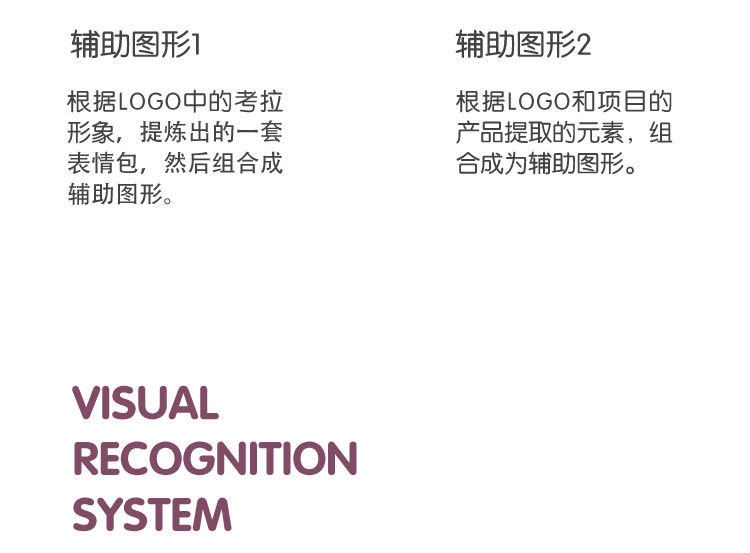 辅助图形1
根据LOGO中的考拉
形象，提炼出的一套
表情包，然后组合成
辅助图形。
辅助图形2
根据LOGO和项目的
产品提取的元素，组
合成为辅助图形。
VISUAL
RECOGNITION
SYSTEM